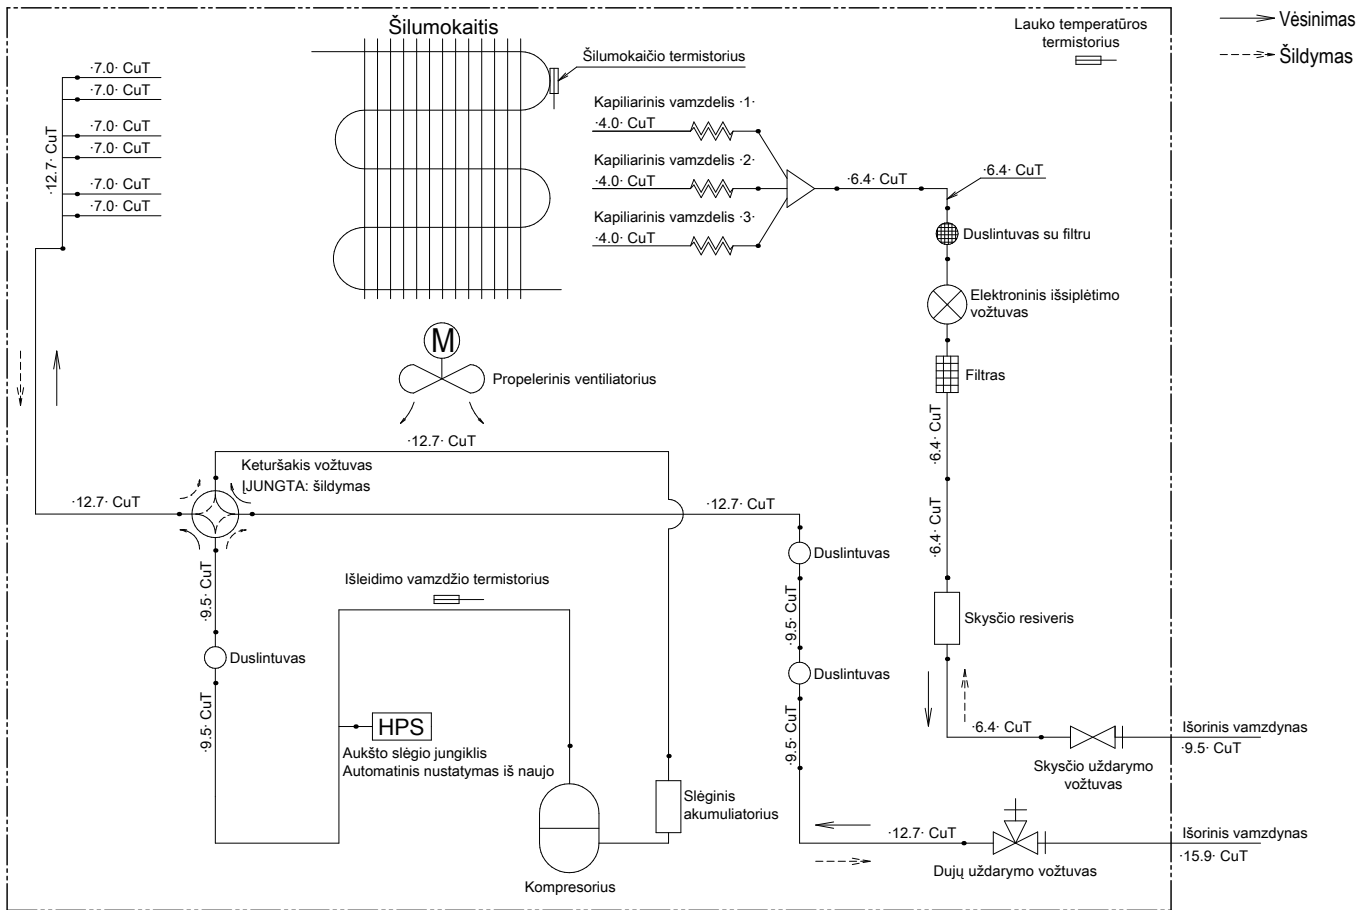 Šilumokaitis
Lauko temperatūros
termistorius
Vėsinimas
Šildymas
Šilumokaičio termistorius
·7.0· CuT
·7.0· CuT
·7.0· CuT
·7.0· CuT
·7.0· CuT
·7.0· CuT
·12.7· CuT
Kapiliarinis vamzdelis ·1·
·4.0· CuT
Kapiliarinis vamzdelis ·2·
·4.0· CuT
Kapiliarinis vamzdelis ·3·
·4.0· CuT
·6.4· CuT
·6.4· CuT
Duslintuvas su filtru
Elektroninis išsiplėtimo
vožtuvas
Filtras
M
Propelerinis ventiliatorius
·12.7· CuT
·6.4· CuT
Keturšakis vožtuvas
ĮJUNGTA: šildymas
·12.7· CuT
·12.7· CuT
·6.4· CuT
Duslintuvas
Išleidimo vamzdžio termistorius
·9.5· CuT
·9.5· CuT
Skysčio resiveris
Duslintuvas
Duslintuvas
·9.5· CuT
·9.5· CuT
HPS
Aukšto slėgio jungiklis
Automatinis nustatymas iš naujo
·6.4· CuT
Išorinis vamzdynas
·9.5· CuT
Skysčio uždarymo
vožtuvas
Slėginis
akumuliatorius
·12.7· CuT
Išorinis vamzdynas
·15.9· CuT
Dujų uždarymo vožtuvas
Kompresorius